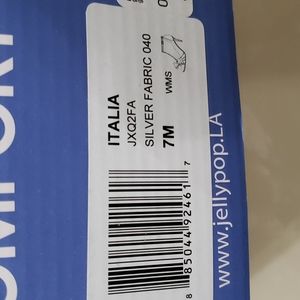 ITALIA
JXQ2FA
SILVER FABRIC 040
7M
WMS
8 85044 92461 7
www.jellypop.LA